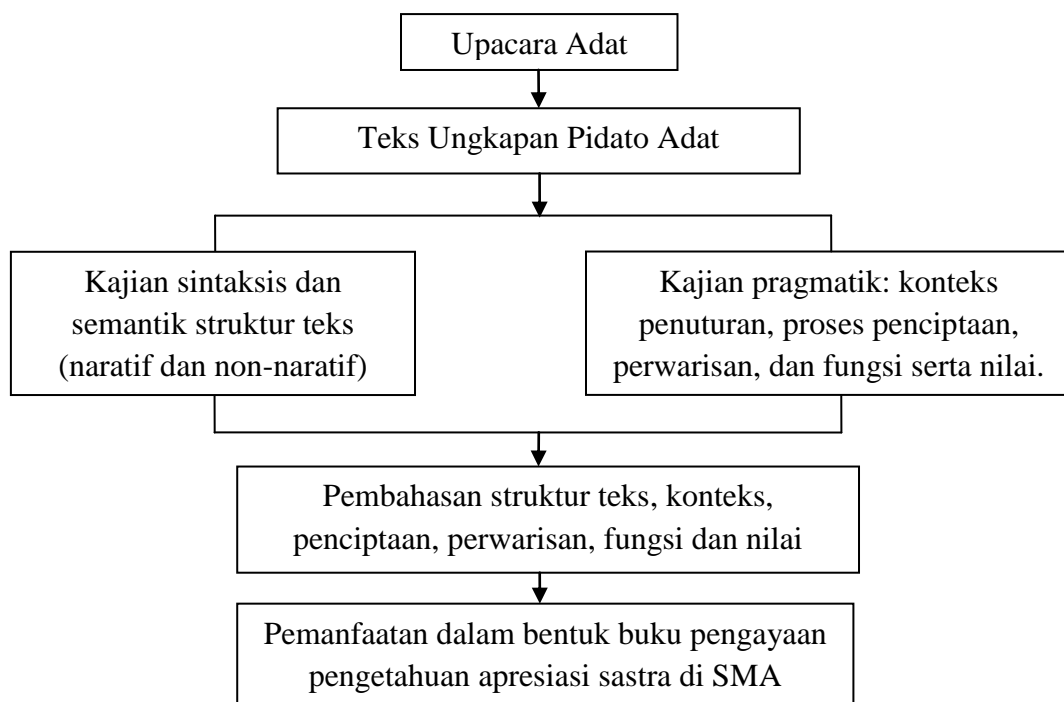 Upacara Adat
Teks Ungkapan Pidato Adat
Kajian sintaksis dan
semantik struktur teks
(naratif dan non-naratif)
Kajian pragmatik: konteks
penuturan, proses penciptaan,
perwarisan, dan fungsi serta nilai.
Pembahasan struktur teks, konteks,
penciptaan, perwarisan, fungsi dan nilai
Pemanfaatan dalam bentuk buku pengayaan
pengetahuan apresiasi sastra di SMA